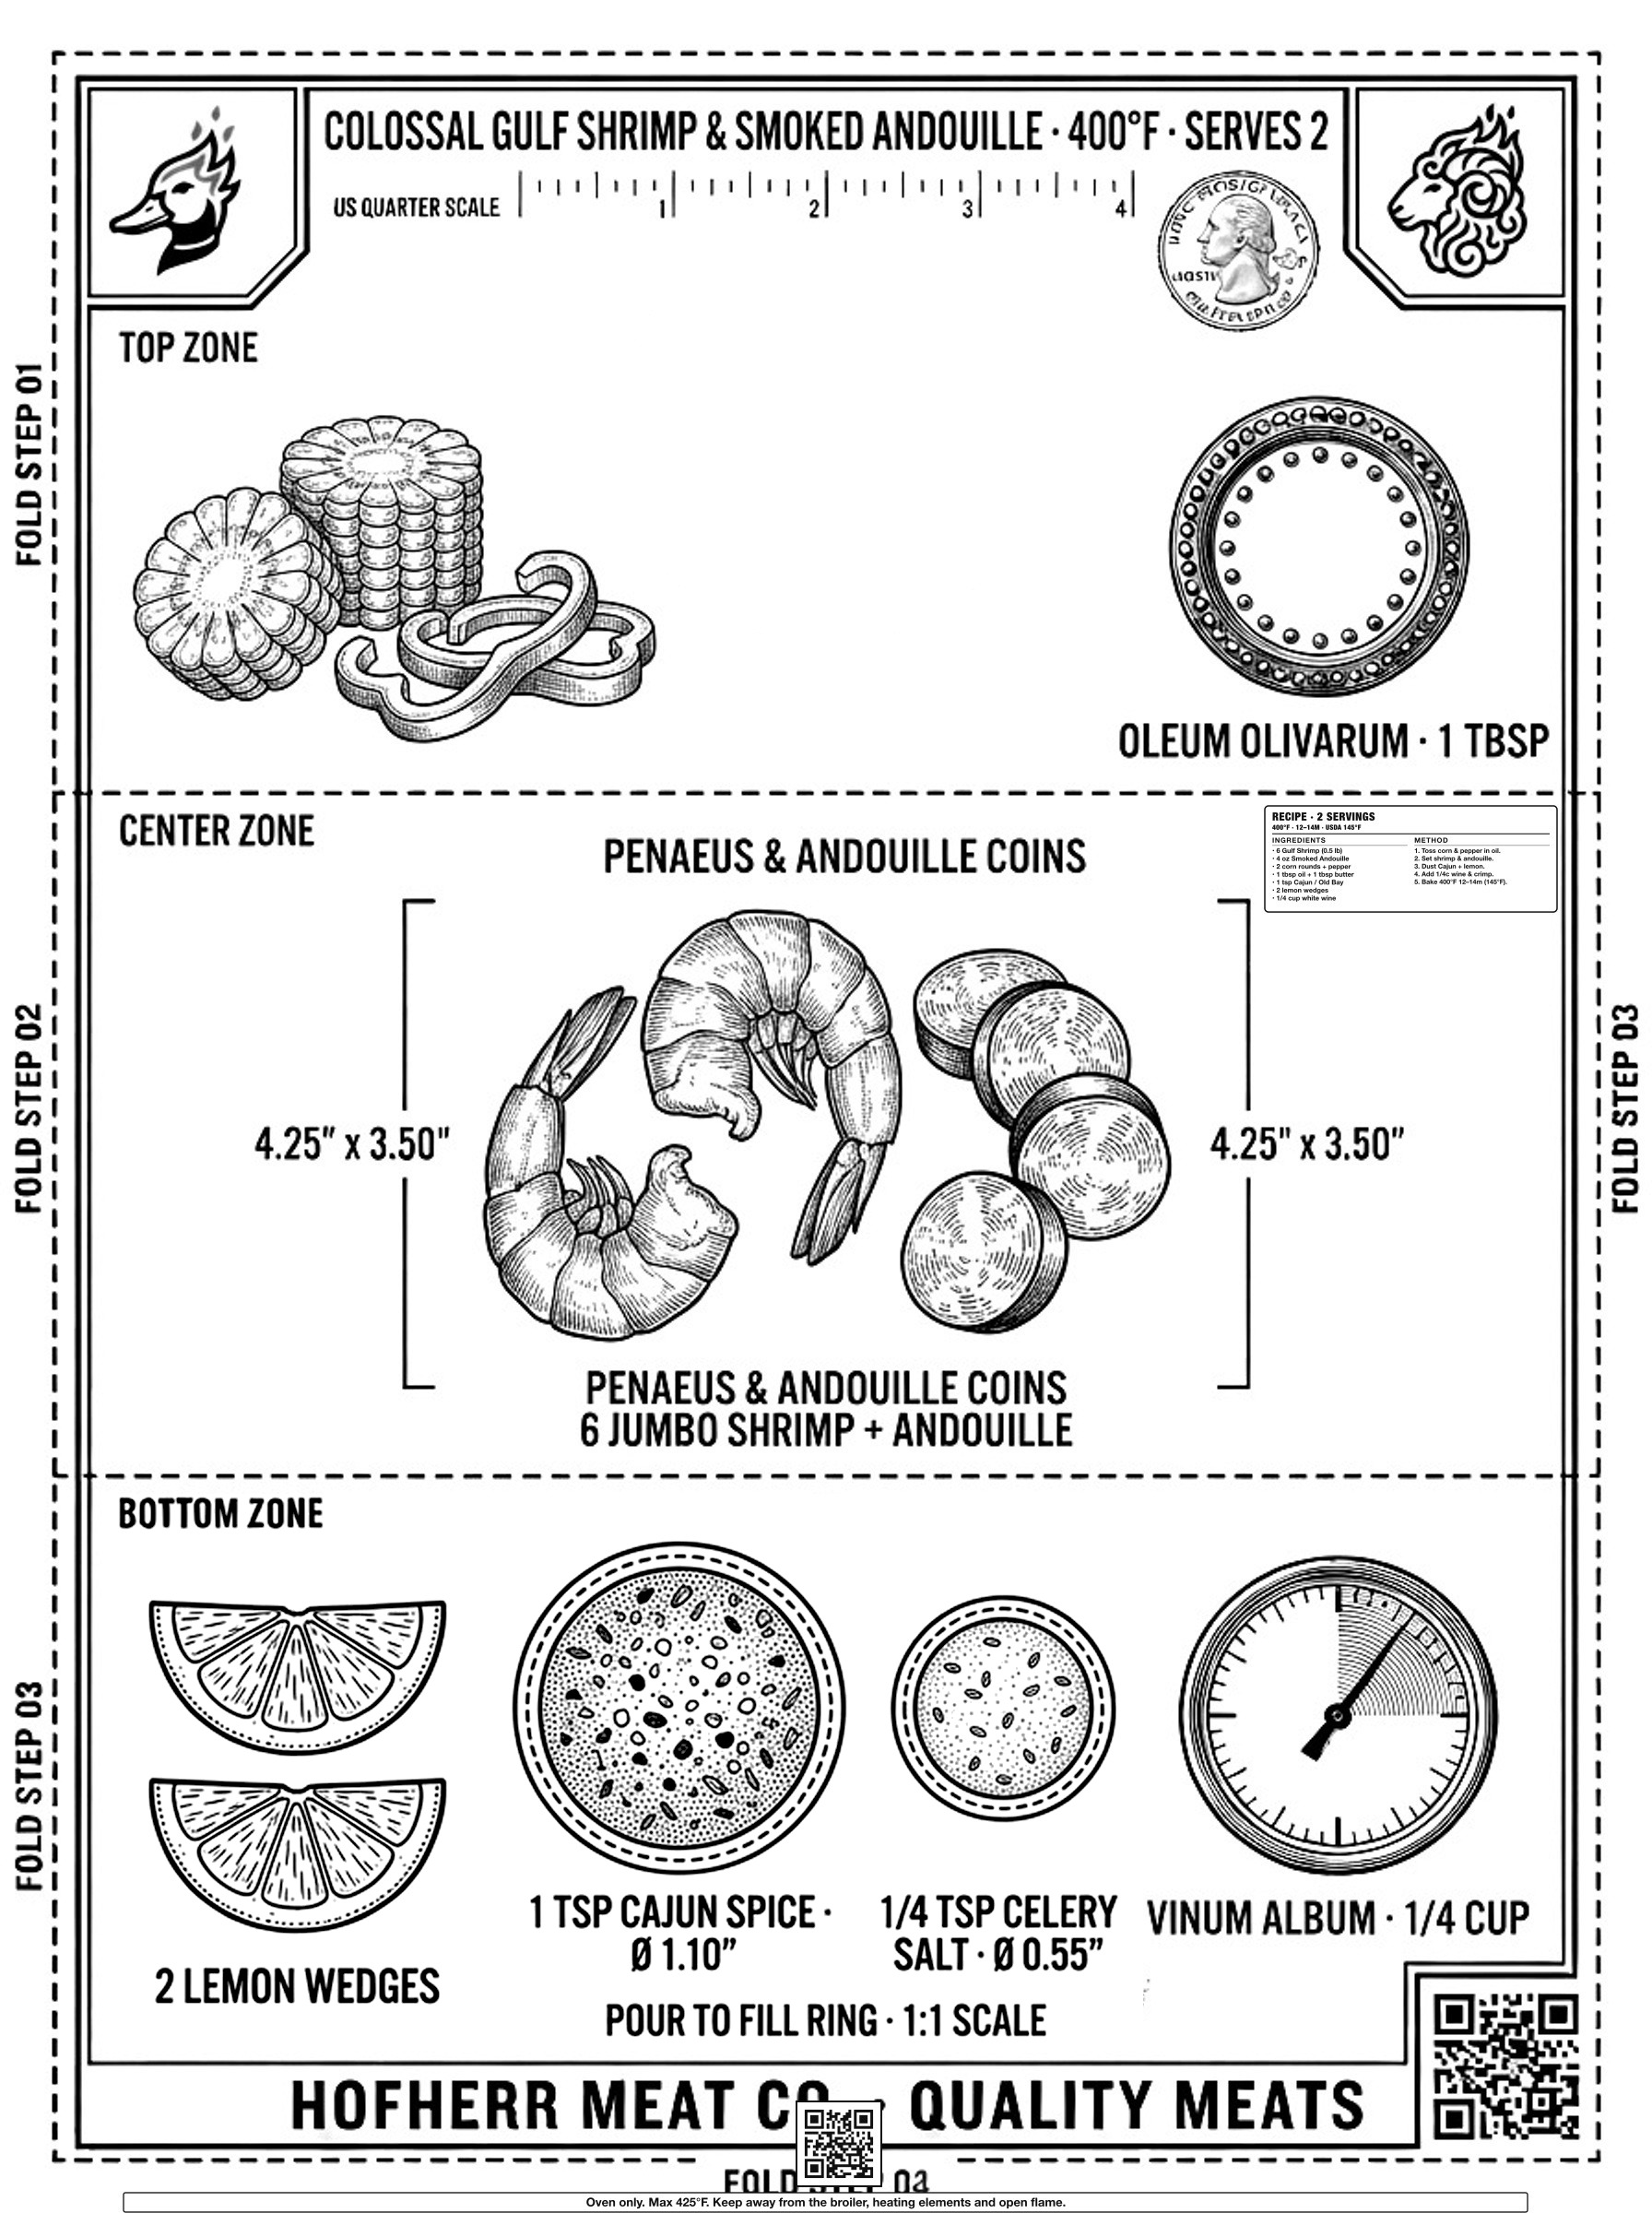 COLOSSAL GULF SHRIMP & SMOKED ANDOUILLE · 400°F · SERVES 2
US QUARTER SCALE
1
2
3
4
TOP ZONE
FOLD STEP 01
OLEUM OLIVARUM · 1 TBSP
CENTER ZONE
PENAEUS & ANDOUILLE COINS
RECIPE · 2 SERVINGS
400°F · 12–14M · USDA 145°F
INGREDIENTS
· 6 Gulf Shrimp (0.5 lb)
· 4 oz Smoked Andouille
· 2 corn rounds + pepper
· 1 tbsp oil + 1 tbsp butter
· 1 tsp Cajun / Old Bay
· 2 lemon wedges
· 1/4 cup white wine
METHOD
1. Toss corn & pepper in oil.
2. Set shrimp & andouille.
3. Dust Cajun + lemon.
4. Add 1/4c wine & crimp.
5. Bake 400°F 12–14m (145°F).
FOLD STEP 02
4.25" x 3.50"
4.25" x 3.50"
FOLD STEP 03
PENAEUS & ANDOUILLE COINS
6 JUMBO SHRIMP + ANDOUILLE
BOTTOM ZONE
FOLD STEP 03
2 LEMON WEDGES
1 TSP CAJUN SPICE ·
Ø 1.10”
1/4 TSP CELERY
SALT · Ø 0.55”
VINUM ALBUM · 1/4 CUP
POUR TO FILL RING · 1:1 SCALE
HOFHERR MEAT CO · QUALITY MEATS
FOLD
Oven only. Max 425°F. Keep away from the broiler, heating elements and open flame.